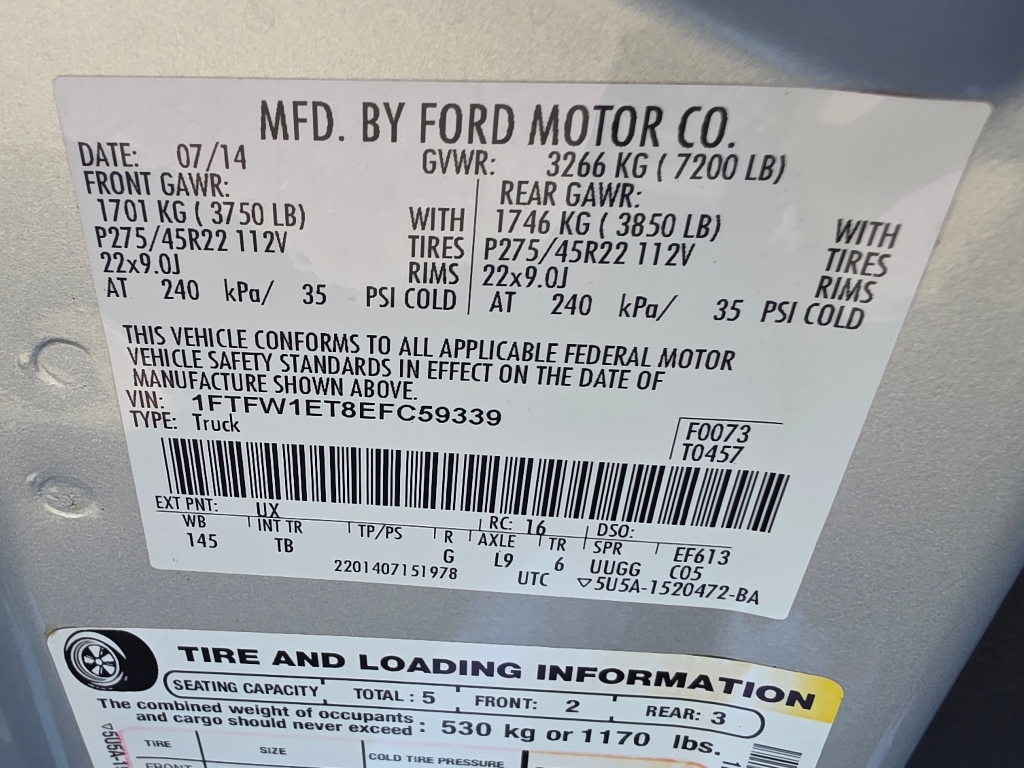 MFD. BY FORD MOTOR CO.
DATE: 07/14 GVWR: 3266 KG ( 7200 LB)
FRONT GAWR: REAR GAWR:
1701 KG ( 3750 LB) WITH 1746 KG ( 3850 LB) WITH
P275/45R22 112V TIRES P275/45R22 112V TIRES
22x9.0J RIMS 22x9.0J RIMS
AT 240 kPa/ 35 PSI COLD AT 240 kPa/ 35 PSI COLD
THIS VEHICLE CONFORMS TO ALL APPLICABLE FEDERAL MOTOR
VEHICLE SAFETY STANDARDS IN EFFECT ON THE DATE OF
MANUFACTURE SHOWN ABOVE.
VIN: 1FTFW1ET8EFC59339
TYPE: Truck
F0073
T0457
EXT PNT: UX RC: 16 DSO:
WB INT TR TP/PS R AXLE TR SPR EF613
145 TB G L9 6 UUGG C05
2201407151978 UTC ▽5U5A-1520472-BA
TIRE AND LOADING INFORMATION
SEATING CAPACITY TOTAL : 5 FRONT: 2 REAR: 3
The combined weight of occupants
and cargo should never exceed : 530 kg or 1170 lbs.
TIRE SIZE COLD TIRE PRESSURE
FRONT